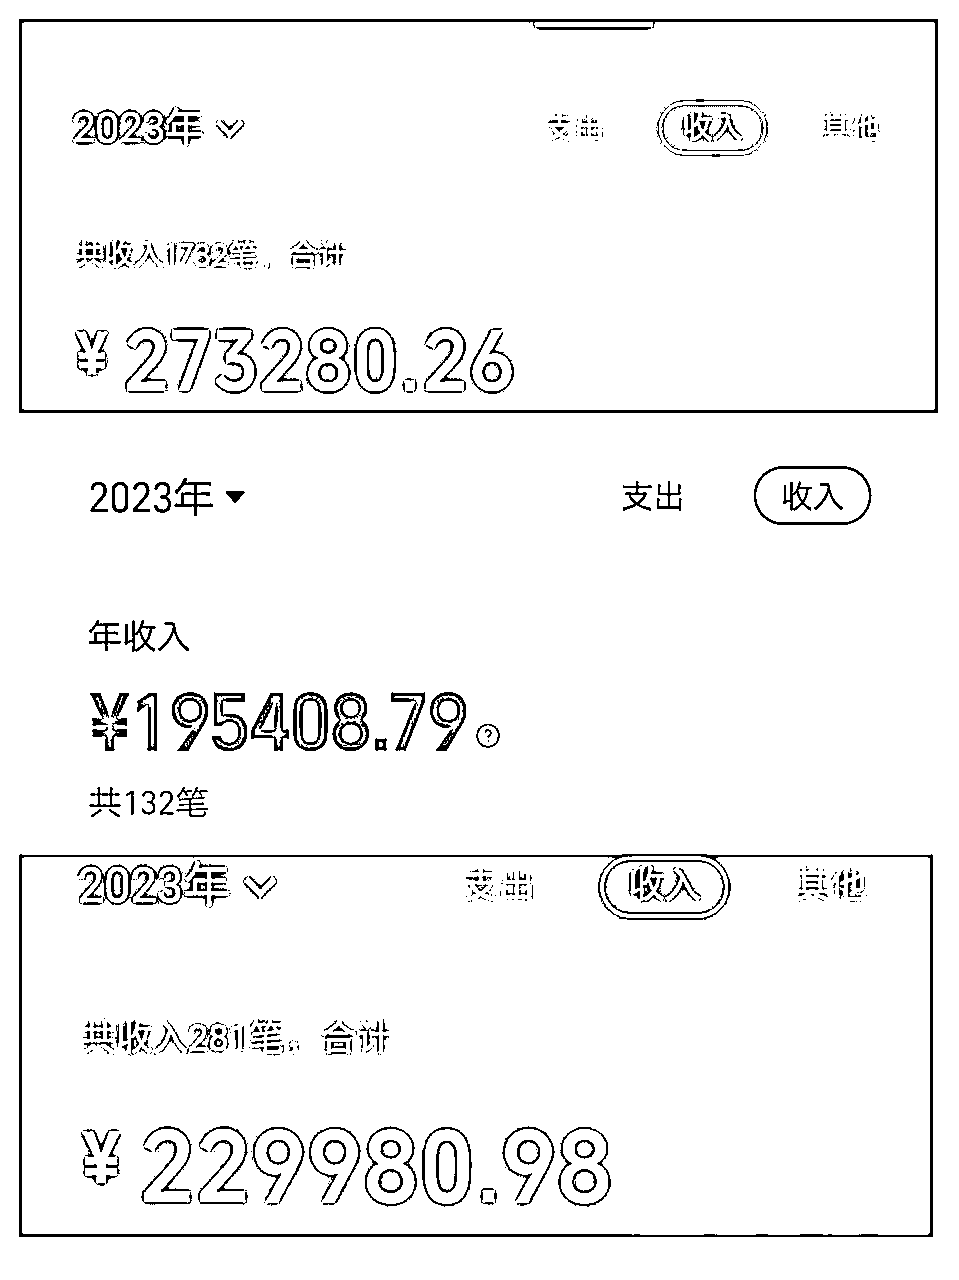 2023年 支出 收入 其他
共收入1732笔，合计
¥273280.26
2023年 支出 收入
年收入
¥195408.79
共132笔
2023年 支出 收入 其他
共收入281笔，合计
¥229980.98